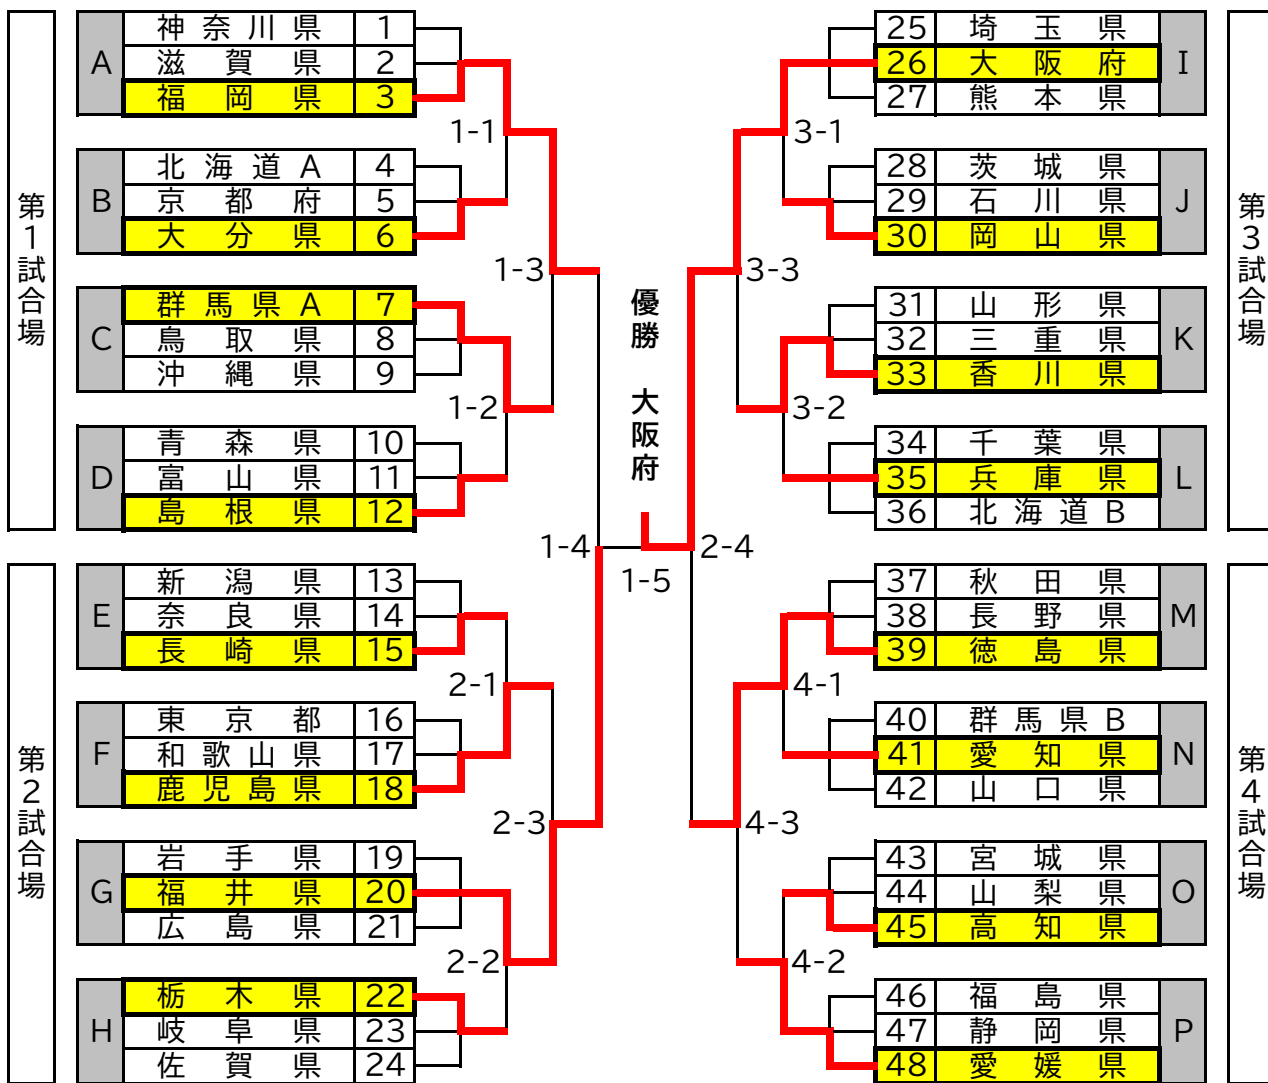 第1試合場
A
神奈川県 1
滋賀県 2
福岡県 3
1-1
B
北海道A 4
京都府 5
大分県 6
1-3
C
群馬県A 7
鳥取県 8
沖縄県 9
1-2
D
青森県 10
富山県 11
島根県 12
1-4
第2試合場
E
新潟県 13
奈良県 14
長崎県 15
2-1
F
東京都 16
和歌山県 17
鹿児島県 18
2-3
G
岩手県 19
福井県 20
広島県 21
2-2
H
栃木県 22
岐阜県 23
佐賀県 24
優勝 大阪府
1-5
25 埼玉県
26 大阪府
27 熊本県
I
3-1
28 茨城県
29 石川県
30 岡山県
J
3-3
31 山形県
32 三重県
33 香川県
K
3-2
34 千葉県
35 兵庫県
36 北海道B
L
第3試合場
2-4
37 秋田県
38 長野県
39 徳島県
M
4-1
40 群馬県B
41 愛知県
42 山口県
N
4-3
43 宮城県
44 山梨県
45 高知県
O
4-2
46 福島県
47 静岡県
48 愛媛県
P
第4試合場